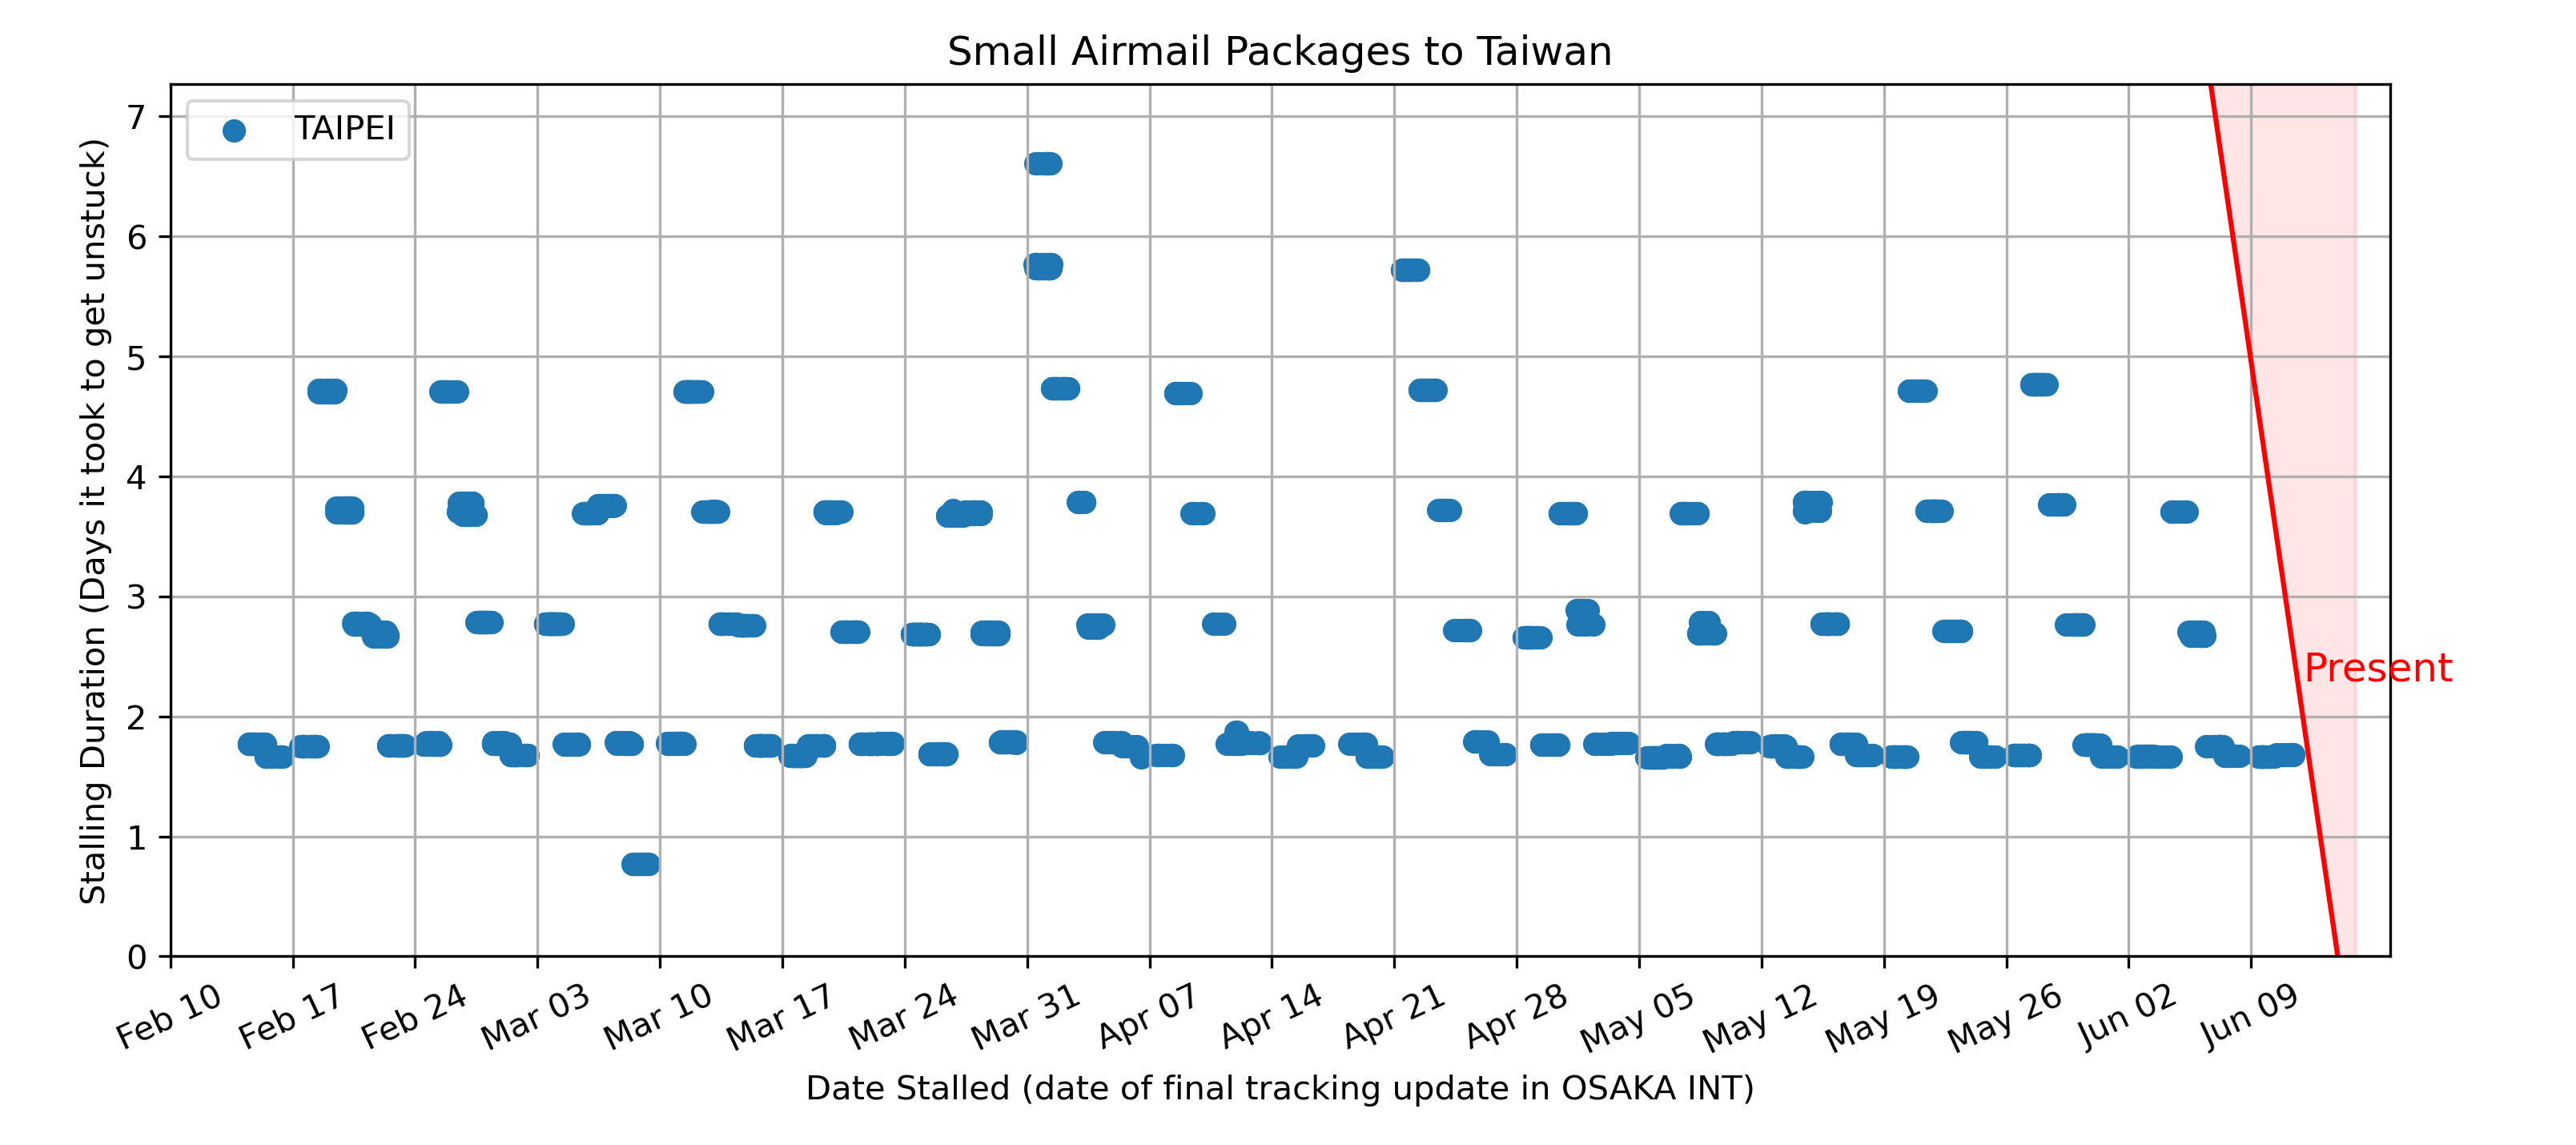 Small Airmail Packages to Taiwan
TAIPEI
Stalling Duration (Days it took to get unstuck)
7
6
5
4
3
2
1
0
Present
Feb 10
Feb 17
Feb 24
Mar 03
Mar 10
Mar 17
Mar 24
Mar 31
Apr 07
Apr 14
Apr 21
Apr 28
May 05
May 12
May 19
May 26
Jun 02
Jun 09
Date Stalled (date of final tracking update in OSAKA INT)